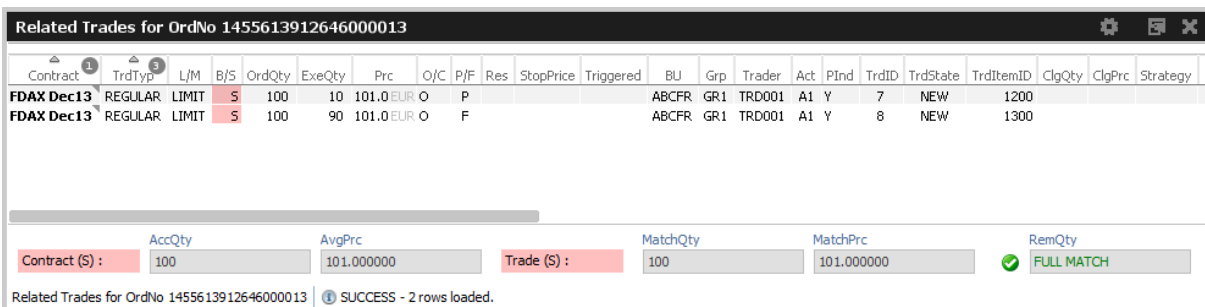 Related Trades for OrdNo 1455613912646000013
Contract 1 TrdTyp 3 L/M B/S OrdQty ExeQty Prc O/C P/F Res StopPrice Triggered BU Grp Trader Act PInd TrdID TrdState TrdItemID ClgQty ClgPrc Strategy
FDAX Dec13 REGULAR LIMIT S 100 10 101.0 EUR O P ABCFR GR1 TRD001 A1 Y 7 NEW 1200
FDAX Dec13 REGULAR LIMIT S 100 90 101.0 EUR O F ABCFR GR1 TRD001 A1 Y 8 NEW 1300
AccQty AvgPrc MatchQty MatchPrc RemQty
Contract (S) : 100 101.000000 Trade (S) : 100 101.000000 FULL MATCH
Related Trades for OrdNo 1455613912646000013 SUCCESS - 2 rows loaded.